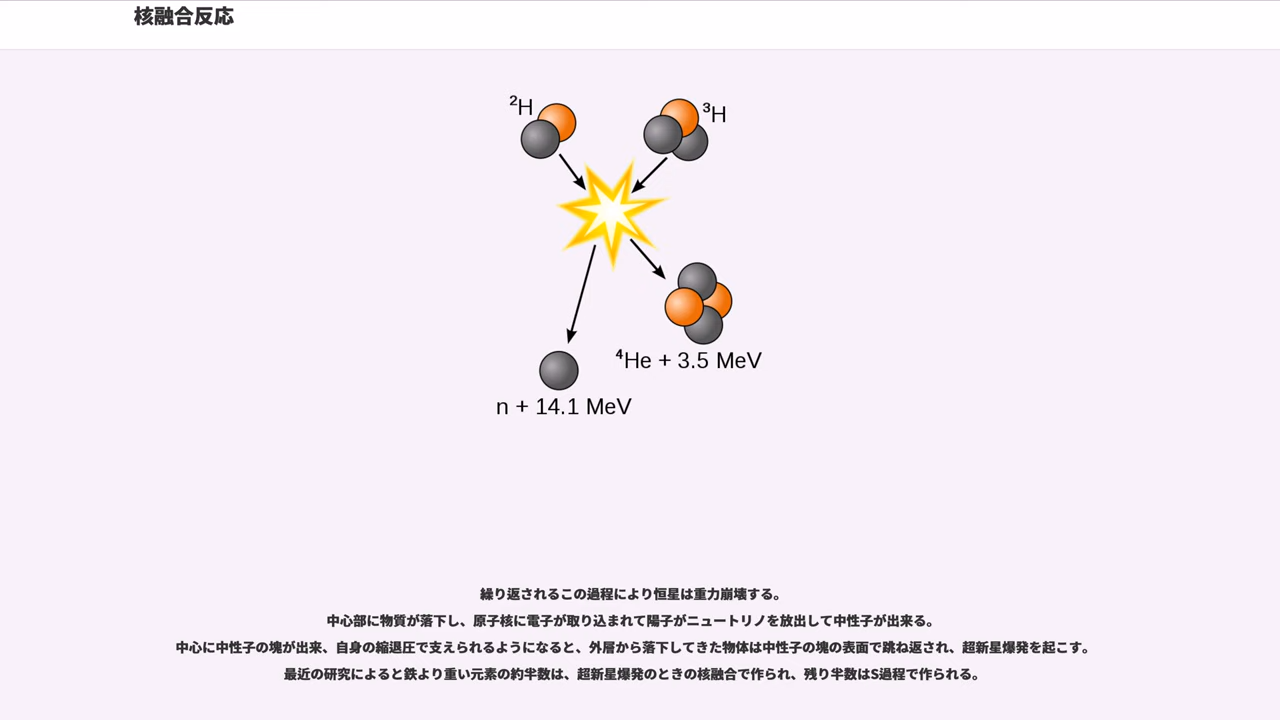 核融合反応
²H
³H
⁴He + 3.5 MeV
n + 14.1 MeV
繰り返されるこの過程により恒星は重力崩壊する。
中心部に物質が落下し、原子核に電子が取り込まれて陽子がニュートリノを放出して中性子が出来る。
中心に中性子の塊が出来、自身の縮退圧で支えられるようになると、外層から落下してきた物体は中性子の塊の表面で跳ね返され、超新星爆発を起こす。
最近の研究によると鉄より重い元素の約半数は、超新星爆発のときの核融合で作られ、残り半数はS過程で作られる。